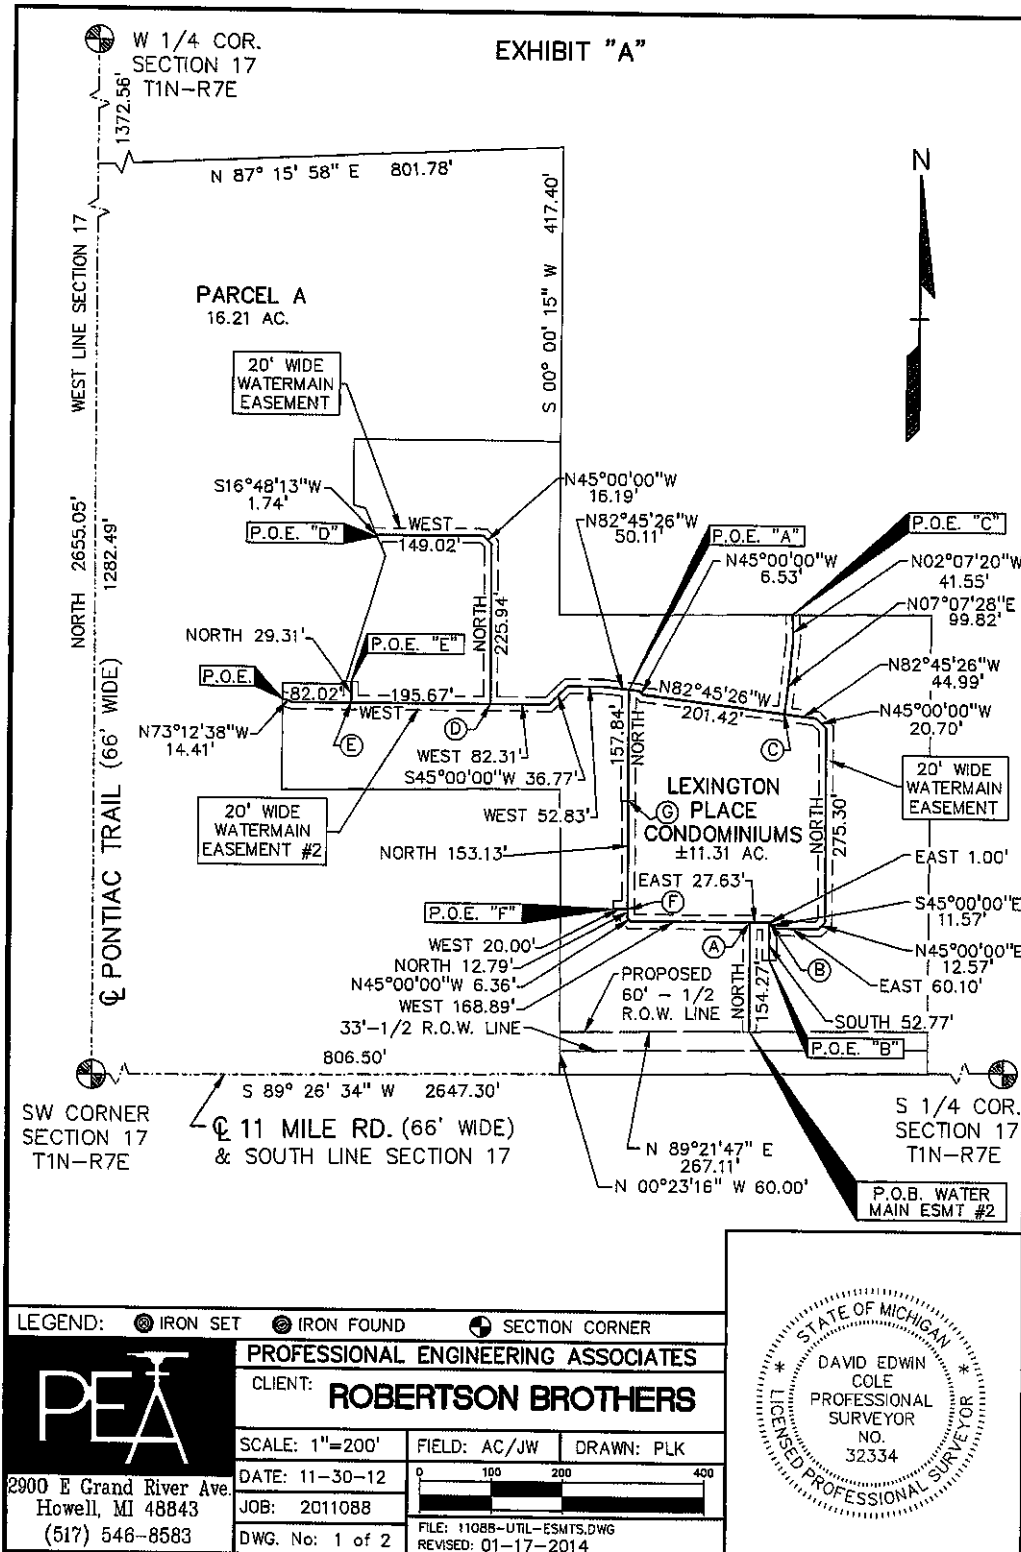 EXHIBIT "A"
W 1/4 COR.
SECTION 17
T1N-R7E
1372.56'
N 87° 15' 58" E 801.78'
S 00° 00' 15" W 417.40'
N
WEST LINE SECTION 17
NORTH 2655.05'
1282.49'
℄ PONTIAC TRAIL (66' WIDE)
PARCEL A
16.21 AC.
20' WIDE
WATERMAIN
EASEMENT
S16°48'13"W
1.74'
P.O.E. "D"
WEST
149.02'
N45°00'00"W
16.19'
N82°45'26"W
50.11'
P.O.E. "A"
N45°00'00"W
6.53'
P.O.E. "C"
N02°07'20"W
41.55'
N07°07'28"E
99.82'
N82°45'26"W
44.99'
N45°00'00"W
20.70'
NORTH
225.94'
NORTH 29.31'
P.O.E. "E"
P.O.E.
82.02'
195.67'
WEST
N73°12'38"W
14.41'
E
D
N82°45'26"W
201.42'
C
157.84'
NORTH
WEST 82.31'
S45°00'00"W 36.77'
WEST 52.83'
20' WIDE
WATERMAIN
EASEMENT #2
LEXINGTON
PLACE
CONDOMINIUMS
±11.31 AC.
G
20' WIDE
WATERMAIN
EASEMENT
NORTH
275.30'
NORTH 153.13'
EAST 27.63'
EAST 1.00'
S45°00'00"E
11.57'
P.O.E. "F"
F
A
B
N45°00'00"E
12.57'
EAST 60.10'
WEST 20.00'
NORTH 12.79'
N45°00'00"W 6.36'
WEST 168.89'
33'-1/2 R.O.W. LINE
PROPOSED
60' - 1/2
R.O.W. LINE
NORTH
154.27'
SOUTH 52.77'
P.O.E. "B"
806.50'
S 89° 26' 34" W 2647.30'
SW CORNER
SECTION 17
T1N-R7E
℄ 11 MILE RD. (66' WIDE)
& SOUTH LINE SECTION 17
N 89°21'47" E
267.11'
N 00°23'16" W 60.00'
S 1/4 COR.
SECTION 17
T1N-R7E
P.O.B. WATER
MAIN ESMT #2
LEGEND: IRON SET IRON FOUND SECTION CORNER
PEA
2900 E Grand River Ave.
Howell, MI 48843
(517) 546-8583
PROFESSIONAL ENGINEERING ASSOCIATES
CLIENT: ROBERTSON BROTHERS
SCALE: 1"=200'
FIELD: AC/JW
DRAWN: PLK
DATE: 11-30-12
0 100 200 400
JOB: 2011088
DWG. No: 1 of 2
FILE: 11088-UTIL-ESMTS.DWG
REVISED: 01-17-2014
STATE OF MICHIGAN
DAVID EDWIN
COLE
PROFESSIONAL
SURVEYOR
NO.
32334
* LICENSED PROFESSIONAL SURVEYOR *